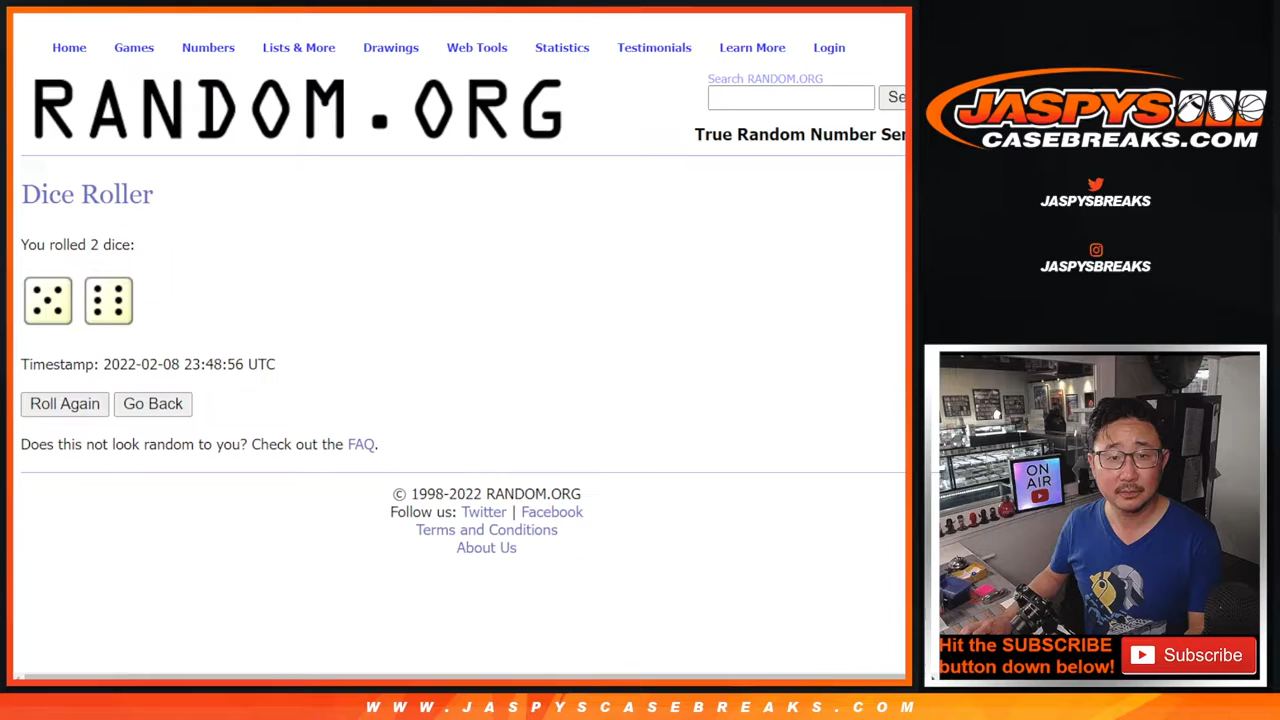 Home Games Numbers Lists & More Drawings Web Tools Statistics Testimonials Learn More Login
RANDOM.ORG
Search RANDOM.ORG
Se
True Random Number Ser
Dice Roller
You rolled 2 dice:
Timestamp: 2022-02-08 23:48:56 UTC
Roll Again Go Back
Does this not look random to you? Check out the FAQ.
© 1998-2022 RANDOM.ORG
Follow us: Twitter | Facebook
Terms and Conditions
About Us
JASPYS
CASEBREAKS.COM
JASPYSBREAKS
JASPYSBREAKS
ON
AIR
Hit the SUBSCRIBE
button down below!
Subscribe
WWW.JASPYSCASEBREAKS.COM